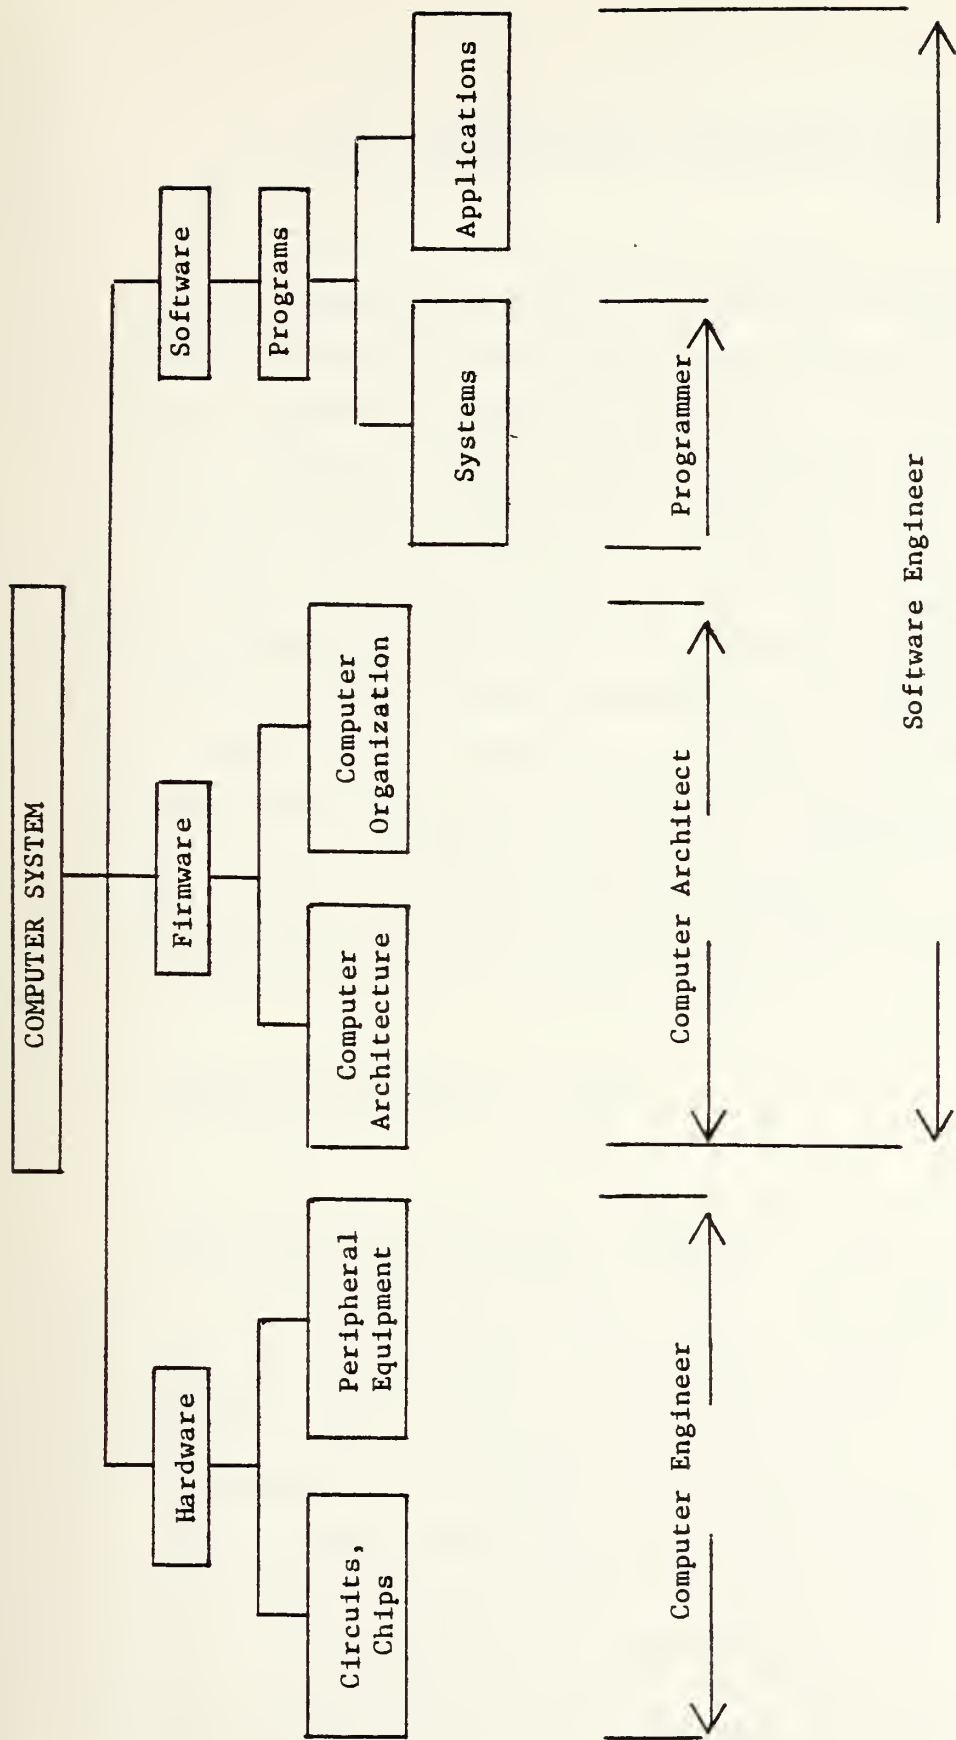 COMPUTER SYSTEM
Hardware
Firmware
Software
Programs
Circuits,
Chips
Peripheral
Equipment
Computer
Architecture
Computer
Organization
Systems
Applications
Computer Engineer
Computer Architect
Programmer
Software Engineer